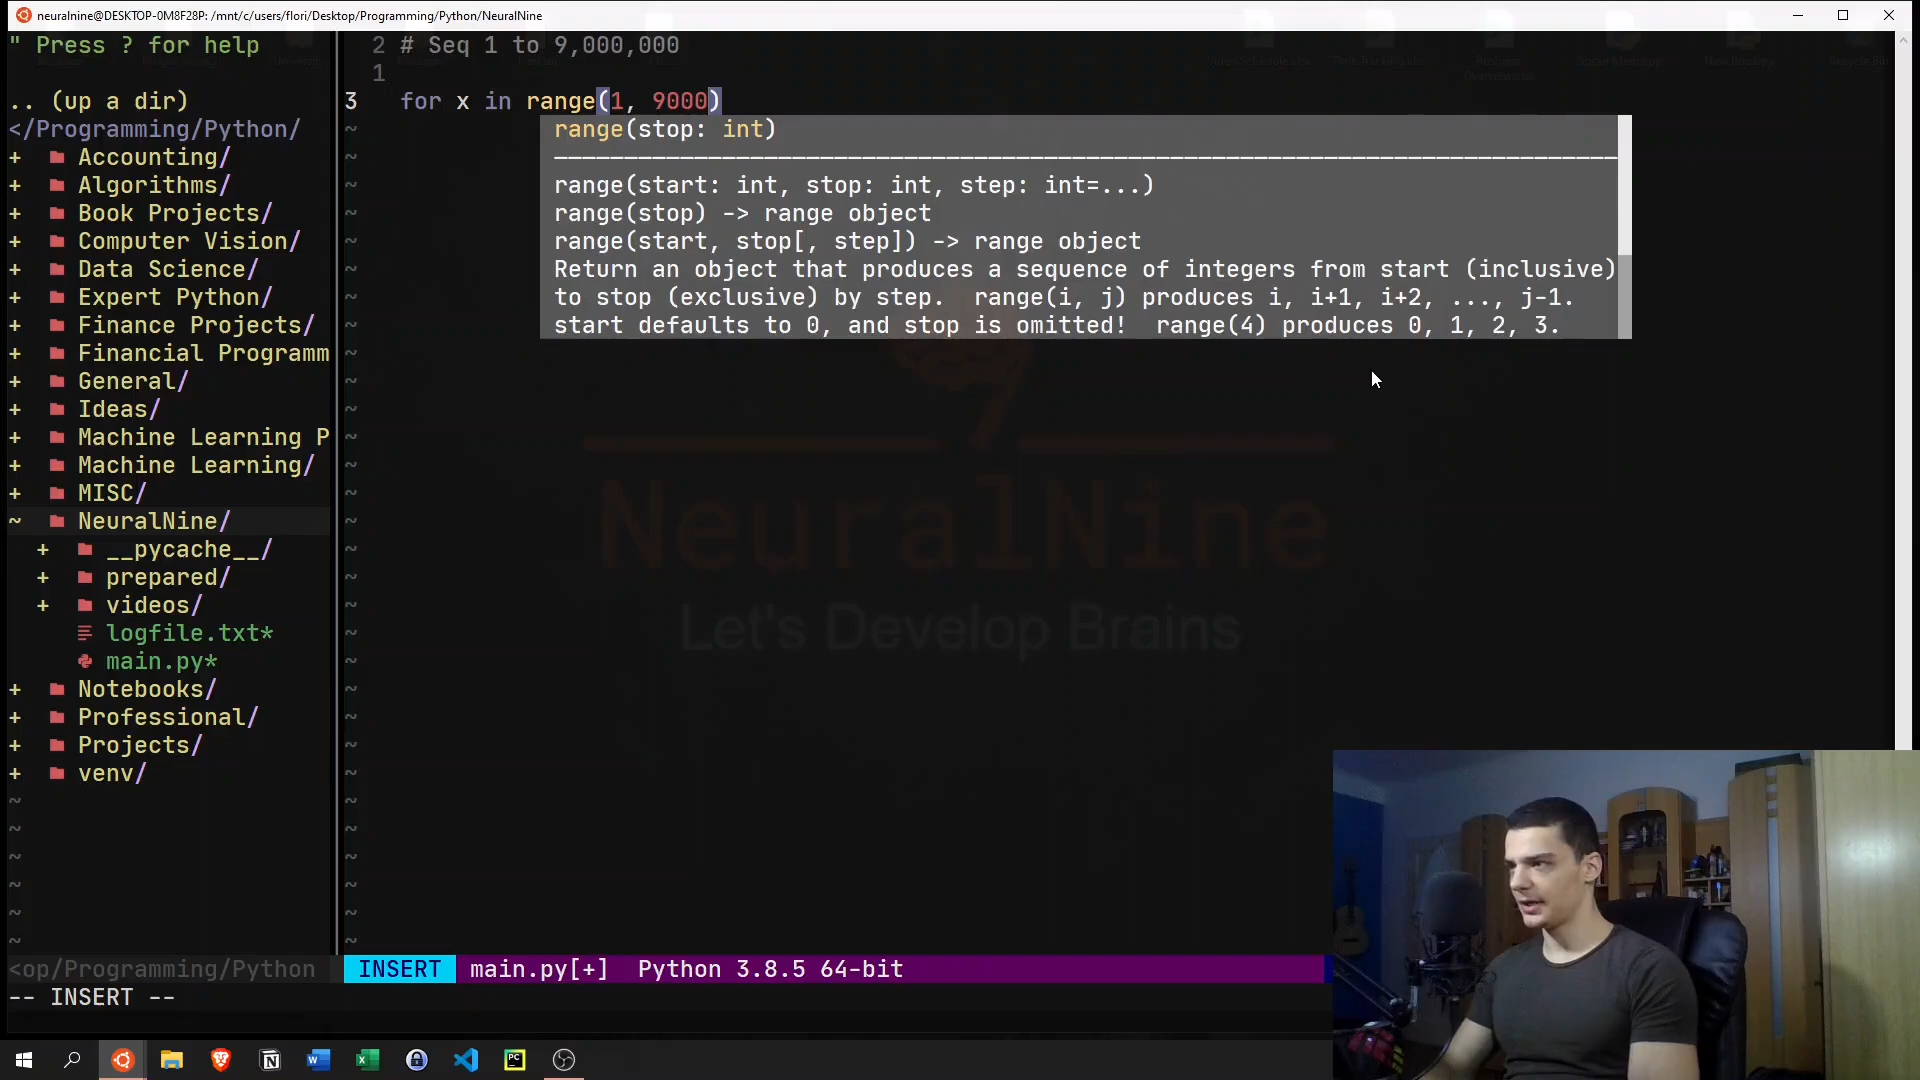 neuralnine@DESKTOP-0M8F28P: /mnt/c/users/flori/Desktop/Programming/Python/NeuralNine
" Press ? for help
.. (up a dir)
</Programming/Python/
+ Accounting/
+ Algorithms/
+ Book Projects/
+ Computer Vision/
+ Data Science/
+ Expert Python/
+ Finance Projects/
+ Financial Programm
+ General/
+ Ideas/
+ Machine Learning P
+ Machine Learning/
+ MISC/
~ NeuralNine/
+ __pycache__/
+ prepared/
+ videos/
logfile.txt*
main.py*
+ Notebooks/
+ Professional/
+ Projects/
+ venv/
<op/Programming/Python
2 # Seq 1 to 9,000,000
1
3 for x in range(1, 9000)
range(stop: int)
range(start: int, stop: int, step: int=...)
range(stop) -> range object
range(start, stop[, step]) -> range object
Return an object that produces a sequence of integers from start (inclusive)
to stop (exclusive) by step.  range(i, j) produces i, i+1, i+2, ..., j-1.
start defaults to 0, and stop is omitted!  range(4) produces 0, 1, 2, 3.
NeuralNine
Let's Develop Brains
INSERT main.py[+] Python 3.8.5 64-bit
-- INSERT --